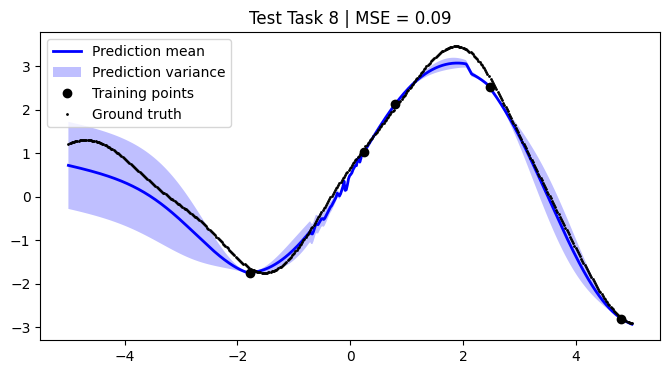 Test Task 8 | MSE = 0.09
Prediction mean
Prediction variance
Training points
Ground truth
3
2
1
0
−1
−2
−3
−4
−2
0
2
4